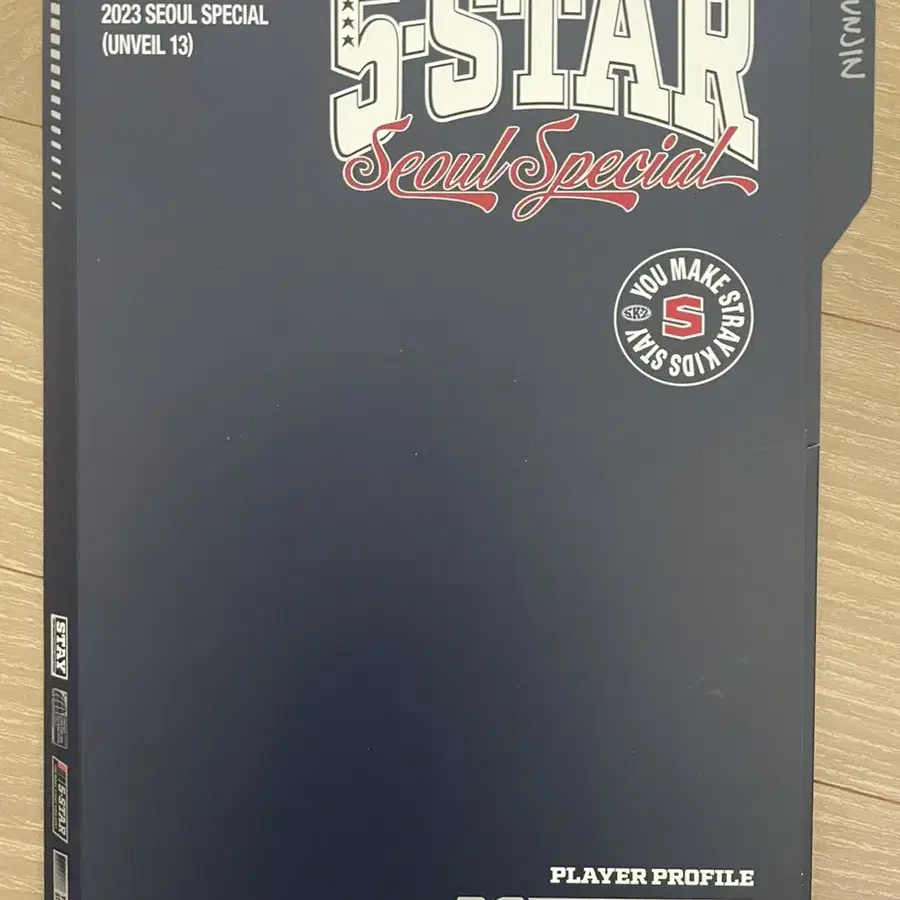 2023 SEOUL SPECIAL
(UNVEIL 13)
5-STAR
Seoul Special
UNJIN
YOU MAKE STRAY KIDS STAY
SKZ
S
STAY
5-STAR
PLAYER PROFILE